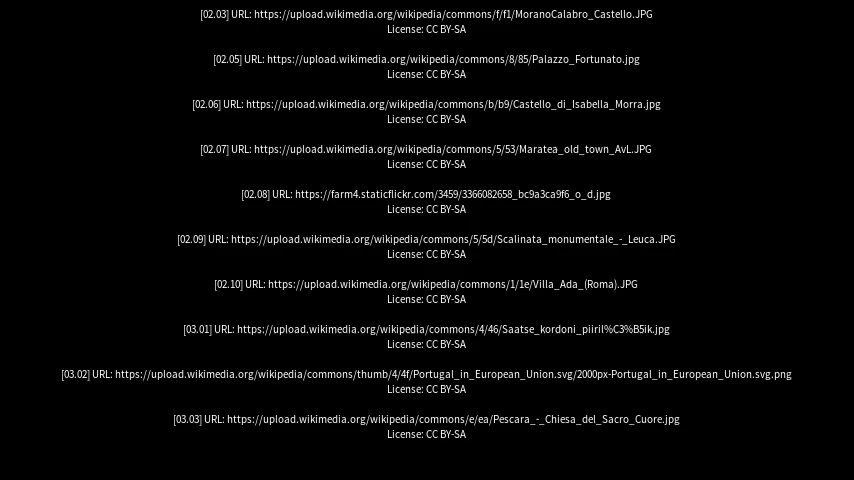 [02.03] URL: https://upload.wikimedia.org/wikipedia/commons/f/f1/MoranoCalabro_Castello.JPG
License: CC BY-SA
[02.05] URL: https://upload.wikimedia.org/wikipedia/commons/8/85/Palazzo_Fortunato.jpg
License: CC BY-SA
[02.06] URL: https://upload.wikimedia.org/wikipedia/commons/b/b9/Castello_di_Isabella_Morra.jpg
License: CC BY-SA
[02.07] URL: https://upload.wikimedia.org/wikipedia/commons/5/53/Maratea_old_town_AvL.JPG
License: CC BY-SA
[02.08] URL: https://farm4.staticflickr.com/3459/3366082658_bc9a3ca9f6_o_d.jpg
License: CC BY-SA
[02.09] URL: https://upload.wikimedia.org/wikipedia/commons/5/5d/Scalinata_monumentale_-_Leuca.JPG
License: CC BY-SA
[02.10] URL: https://upload.wikimedia.org/wikipedia/commons/1/1e/Villa_Ada_(Roma).JPG
License: CC BY-SA
[03.01] URL: https://upload.wikimedia.org/wikipedia/commons/4/46/Saatse_kordoni_piiril%C3%B5ik.jpg
License: CC BY-SA
[03.02] URL: https://upload.wikimedia.org/wikipedia/commons/thumb/4/4f/Portugal_in_European_Union.svg/2000px-Portugal_in_European_Union.svg.png
License: CC BY-SA
[03.03] URL: https://upload.wikimedia.org/wikipedia/commons/e/ea/Pescara_-_Chiesa_del_Sacro_Cuore.jpg
License: CC BY-SA